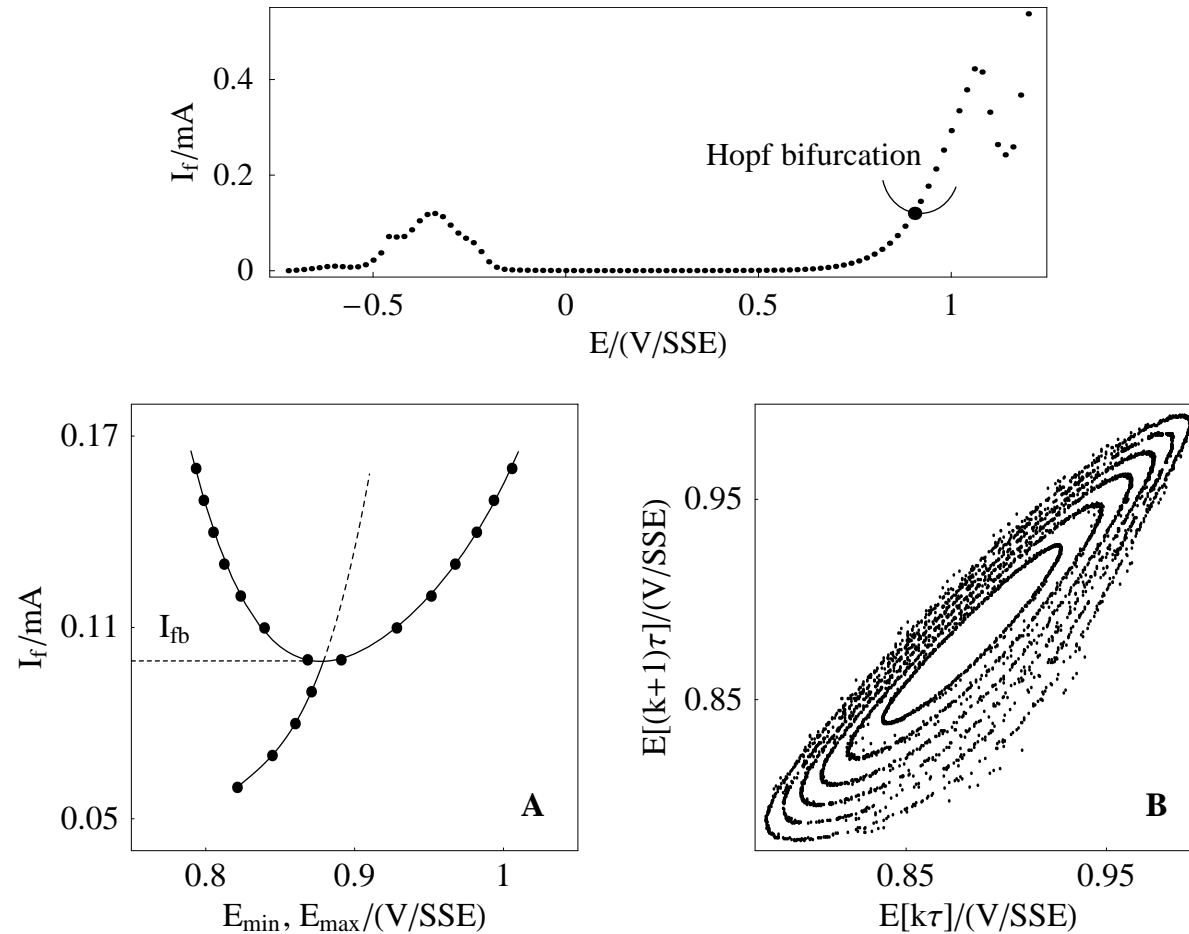 I_f/mA
0.4
0.2
0
Hopf bifurcation
−0.5 0 0.5 1
E/(V/SSE)
I_f/mA
0.17
0.11
0.05
I_fb
A
0.8 0.9 1
E_min, E_max/(V/SSE)
E[(k+1)τ]/(V/SSE)
0.95
0.85
B
0.85 0.95
E[kτ]/(V/SSE)